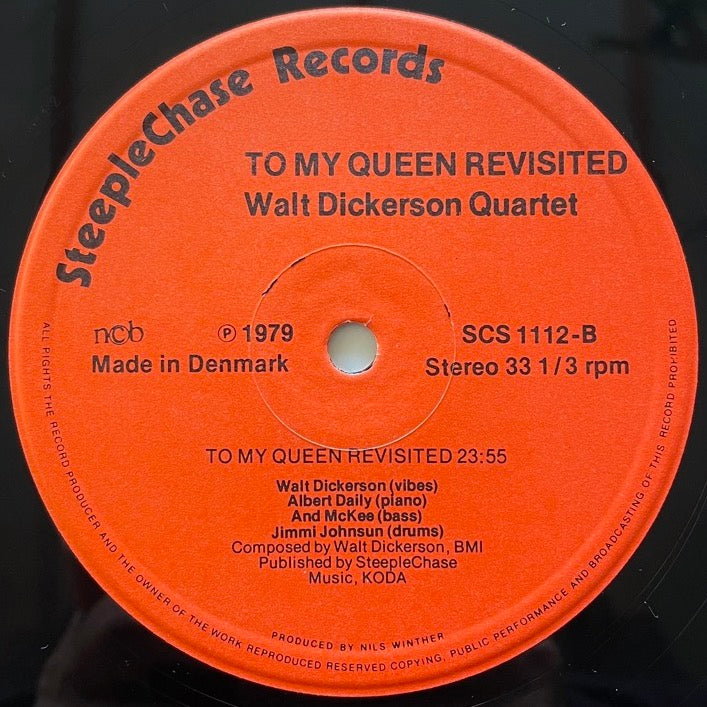 SteepleChase Records
TO MY QUEEN REVISITED
Walt Dickerson Quartet
n©b
℗ 1979
SCS 1112-B
Made in Denmark
Stereo 33 1/3 rpm
TO MY QUEEN REVISITED 23:55
Walt Dickerson (vibes)
Albert Daily (piano)
And McKee (bass)
Jimmi Johnsun (drums)
Composed by Walt Dickerson, BMI
Published by SteepleChase
Music, KODA
PRODUCED BY NILS WINTHER
ALL RIGHTS THE RECORD PRODUCER AND THE OWNER OF THE WORK REPRODUCED RESERVED COPYING, PUBLIC PERFORMANCE AND BROADCASTING OF THIS RECORD PROHIBITED